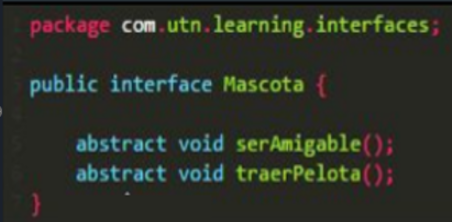 package com.utn.learning.interfaces;
public interface Mascota {
abstract void serAmigable();
abstract void traerPelota();
}